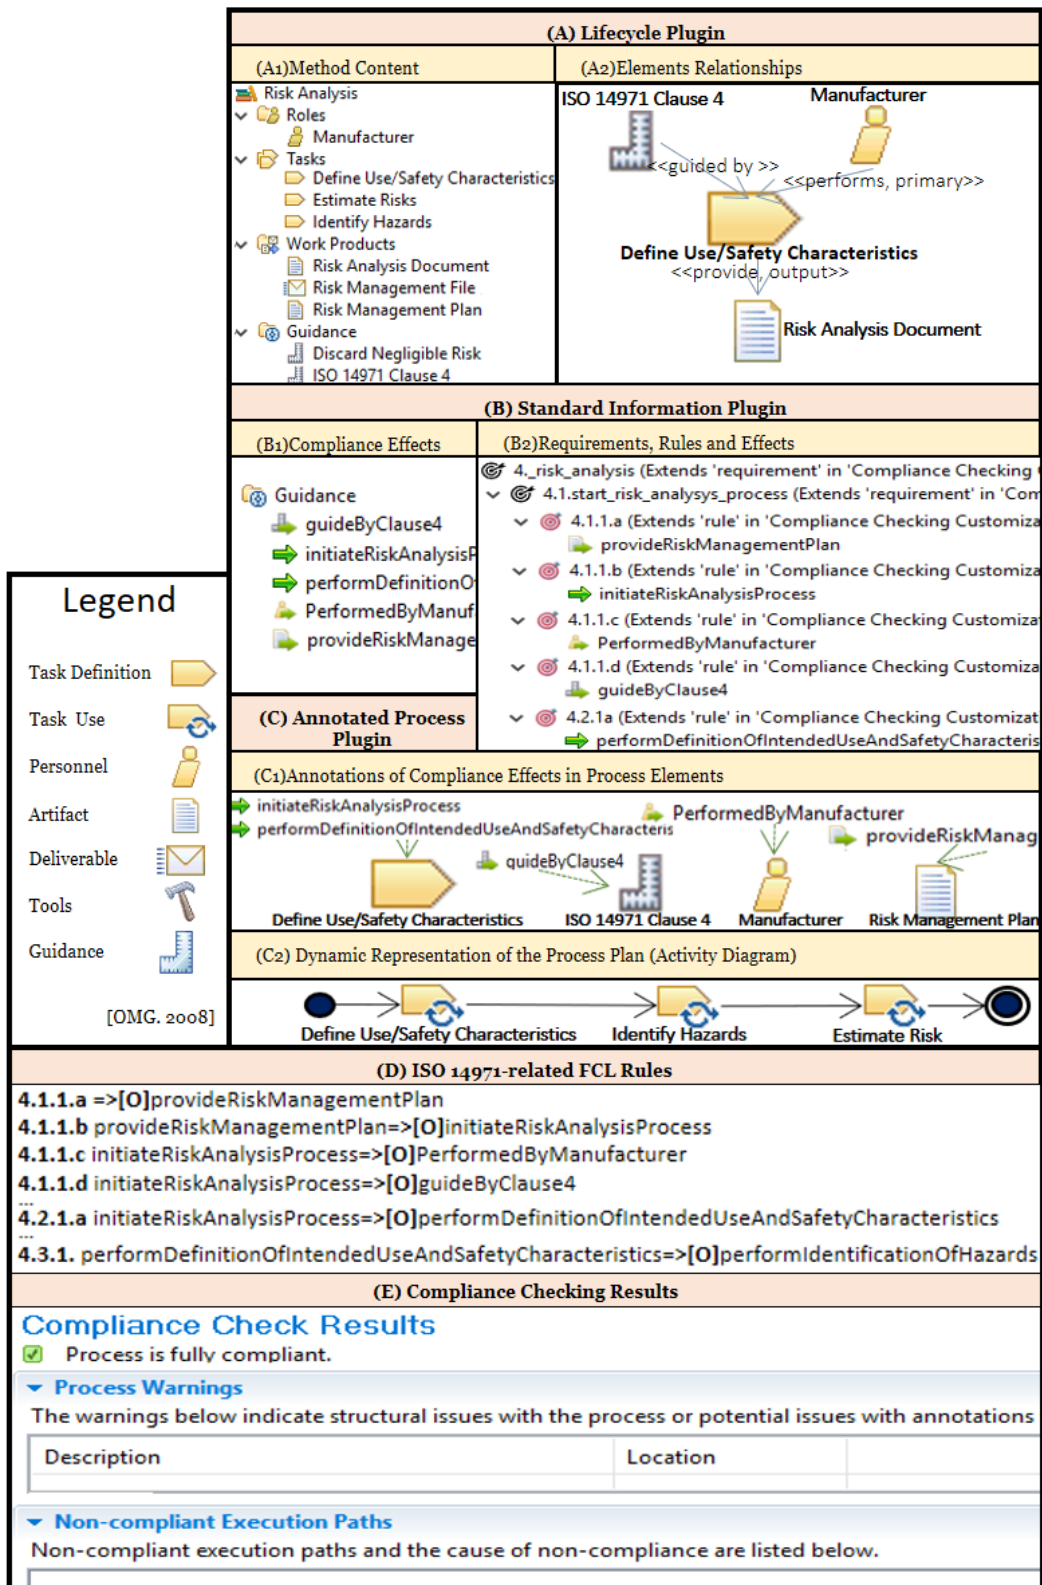 (A) Lifecycle Plugin
(A1)Method Content
(A2)Elements Relationships
Risk Analysis
Roles
Manufacturer
Tasks
Define Use/Safety Characteristics
Estimate Risks
Identify Hazards
Work Products
Risk Analysis Document
Risk Management File
Risk Management Plan
Guidance
Discard Negligible Risk
ISO 14971 Clause 4
ISO 14971 Clause 4
Manufacturer
<<guided by >>
<<performs, primary>>
Define Use/Safety Characteristics
<<provide, output>>
Risk Analysis Document
(B) Standard Information Plugin
(B1)Compliance Effects
(B2)Requirements, Rules and Effects
Guidance
guideByClause4
initiateRiskAnalysisP
performDefinitionO
PerformedByManuf
provideRiskManage
4._risk_analysis (Extends 'requirement' in 'Compliance Checking
4.1.start_risk_analysys_process (Extends 'requirement' in 'Com
4.1.1.a (Extends 'rule' in 'Compliance Checking Customiza
provideRiskManagementPlan
4.1.1.b (Extends 'rule' in 'Compliance Checking Customiza
initiateRiskAnalysisProcess
4.1.1.c (Extends 'rule' in 'Compliance Checking Customiza
PerformedByManufacturer
4.1.1.d (Extends 'rule' in 'Compliance Checking Customiza
guideByClause4
4.2.1a (Extends 'rule' in 'Compliance Checking Customizat
performDefinitionOfIntendedUseAndSafetyCharacteris
Legend
Task Definition
Task Use
Personnel
Artifact
Deliverable
Tools
Guidance
[OMG. 2008]
(C) Annotated Process
Plugin
(C1)Annotations of Compliance Effects in Process Elements
initiateRiskAnalysisProcess
performDefinitionOfIntendedUseAndSafetyCharacteris
PerformedByManufacturer
provideRiskManag
guideByClause4
Define Use/Safety Characteristics
ISO 14971 Clause 4
Manufacturer
Risk Management Plan
(C2) Dynamic Representation of the Process Plan (Activity Diagram)
Define Use/Safety Characteristics
Identify Hazards
Estimate Risk
(D) ISO 14971-related FCL Rules
4.1.1.a =>[O]provideRiskManagementPlan
4.1.1.b provideRiskManagementPlan=>[O]initiateRiskAnalysisProcess
4.1.1.c initiateRiskAnalysisProcess=>[O]PerformedByManufacturer
4.1.1.d initiateRiskAnalysisProcess=>[O]guideByClause4
...
4.2.1.a initiateRiskAnalysisProcess=>[O]performDefinitionOfIntendedUseAndSafetyCharacteristics
...
4.3.1. performDefinitionOfIntendedUseAndSafetyCharacteristics=>[O]performIdentificationOfHazards
(E) Compliance Checking Results
Compliance Check Results
Process is fully compliant.
Process Warnings
The warnings below indicate structural issues with the process or potential issues with annotations
Description
Location
Non-compliant Execution Paths
Non-compliant execution paths and the cause of non-compliance are listed below.